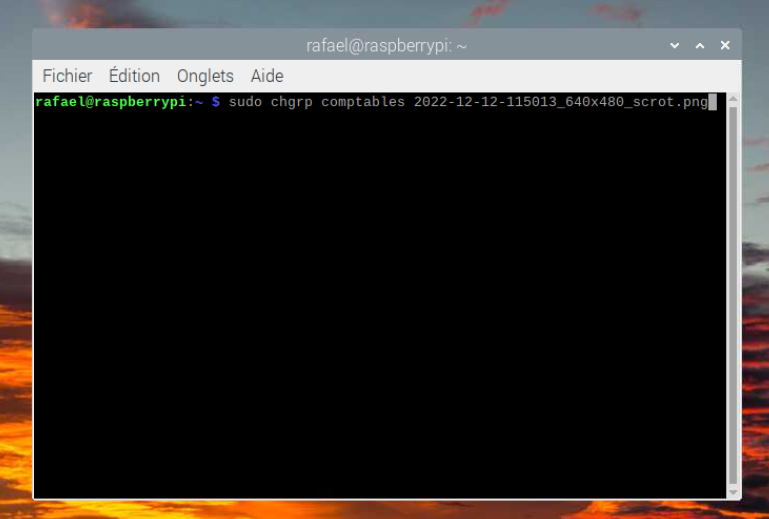 rafael@raspberrypi: ~
Fichier Édition Onglets Aide
rafael@raspberrypi:~ $ sudo chgrp comptables 2022-12-12-115013_640x480_scrot.png